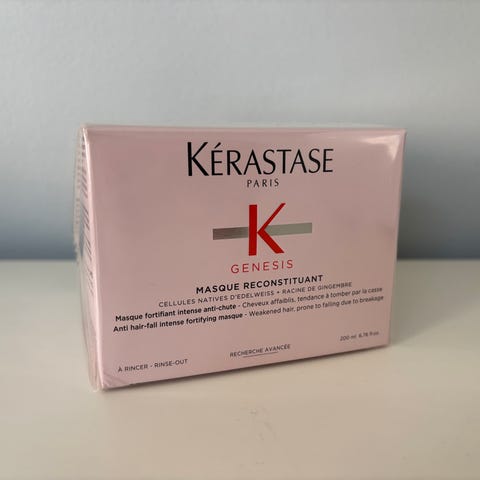 KÉRASTASE
PARIS
K
GENESIS
MASQUE RECONSTITUANT
CELLULES NATIVES D'EDELWEISS • RACINE DE GINGEMBRE
Masque fortifiant intense anti-chute - Cheveux affaiblis, tendance à tomber par la casse
Anti hair-fall intense fortifying masque - Weakened hair, prone to falling due to breakage
200 ml 6.76 fl.oz.
RECHERCHE AVANCÉE
À RINCER - RINSE-OUT